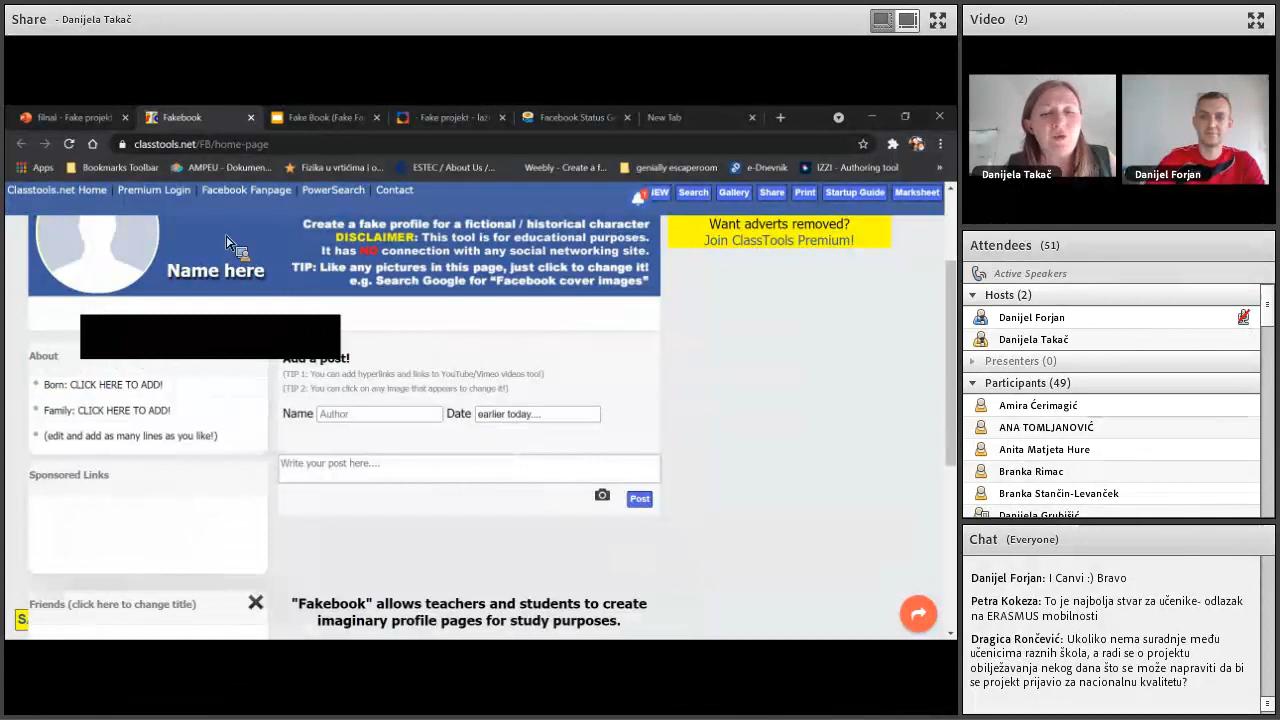 Share - Danijela Takač
Video (2)
filnal - Fake projekt
Fakebook
Fake Book (Fake Fa
- Fake projekt - lazi
Facebook Status Ge
New Tab
classtools.net/FB/home-page
Apps
Bookmarks Toolbar
AMPEU - Dokumen...
Fizika u vrtićima i o...
ESTEC / About Us /...
Weebly - Create a f...
genially escaperoom
e-Dnevnik
IZZI - Authoring tool
Classtools.net Home
Premium Login
Facebook Fanpage
PowerSearch
Contact
NEW
Search
Gallery
Share
Print
Startup Guide
Marksheet
Name here
Create a fake profile for a fictional / historical character
DISCLAIMER: This tool is for educational purposes.
It has NO connection with any social networking site.
TIP: Like any pictures in this page, just click to change it!
e.g. Search Google for "Facebook cover images"
Want adverts removed?
Join ClassTools Premium!
About
Born: CLICK HERE TO ADD!
Family: CLICK HERE TO ADD!
(edit and add as many lines as you like!)
Sponsored Links
Friends (click here to change title)
Add a post!
(TIP 1: You can add hyperlinks and links to YouTube/Vimeo videos too!)
(TIP 2: You can click on any image that appears to change it!)
Name Author Date earlier today....
Write your post here....
Post
"Fakebook" allows teachers and students to create
imaginary profile pages for study purposes.
Danijela Takač
Danijel Forjan
Attendees (51)
Active Speakers
Hosts (2)
Danijel Forjan
Danijela Takač
Presenters (0)
Participants (49)
Amira Ćerimagić
ANA TOMLJANOVIĆ
Anita Matjeta Hure
Branka Rimac
Branka Stančin-Levanček
Danijela Grubišić
Chat (Everyone)
Danijel Forjan: I Canvi :) Bravo
Petra Kokeza: To je najbolja stvar za učenike- odlazak
na ERASMUS mobilnosti
Dragica Rončević: Ukoliko nema suradnje među
učenicima raznih škola, a radi se o projektu
obilježavanja nekog dana što se može napraviti da bi
se projekt prijavio za nacionalnu kvalitetu?